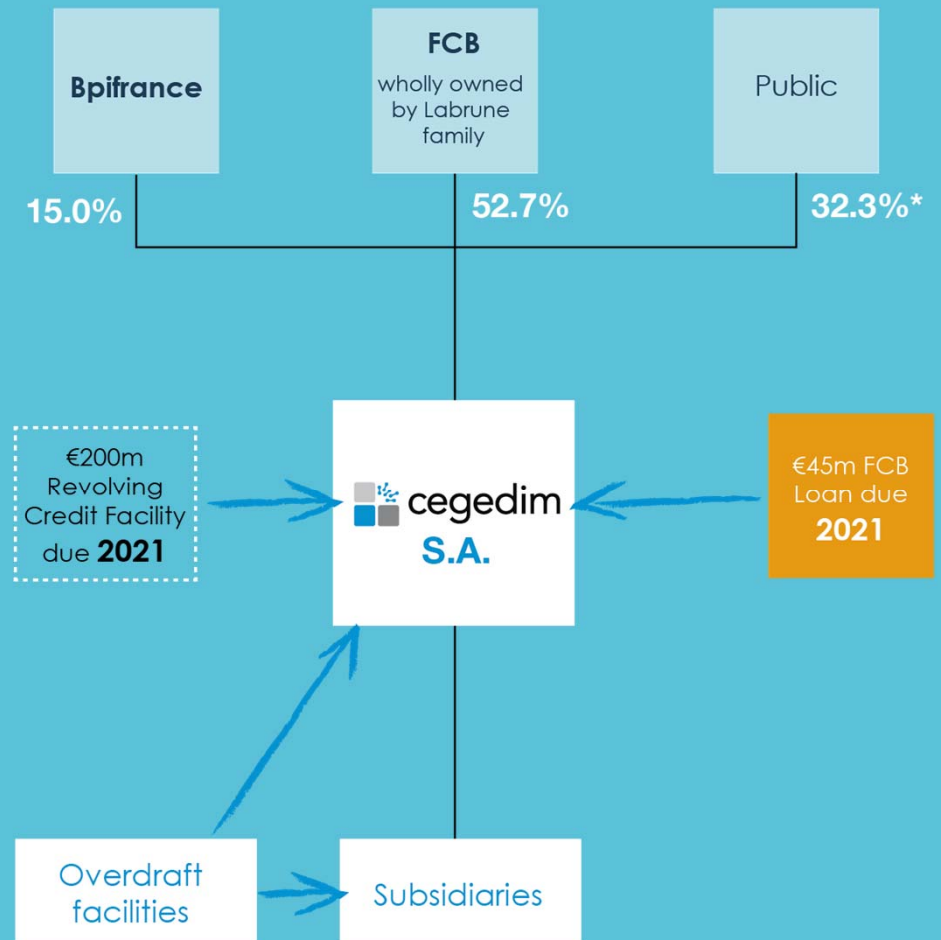 Bpifrance
FCB
wholly owned
by Labrune
family
Public
15.0%
52.7%
32.3%*
€200m
Revolving
Credit Facility
due 2021
cegedim
S.A.
€45m FCB
Loan due
2021
Overdraft
facilities
Subsidiaries